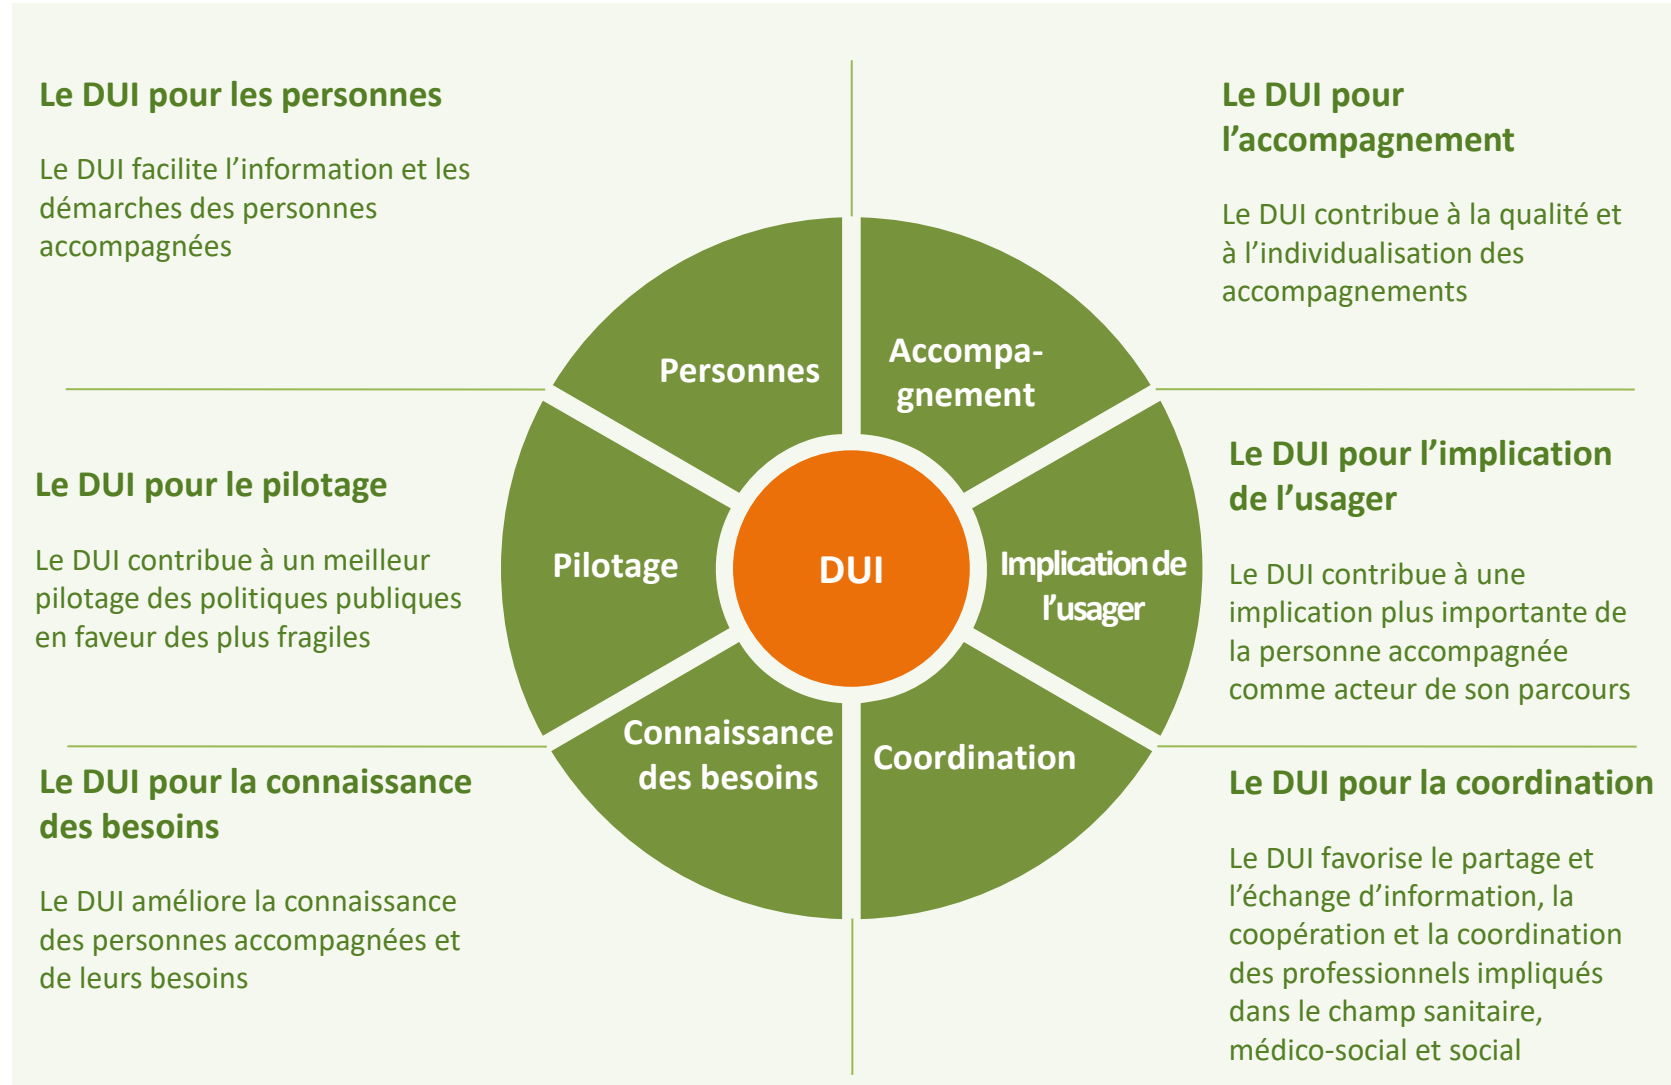 Le DUI pour les personnes
Le DUI facilite l’information et les
démarches des personnes
accompagnées
Le DUI pour
l’accompagnement
Le DUI contribue à la qualité et
à l’individualisation des
accompagnements
Personnes
Accompa-
gnement
Le DUI pour le pilotage
Le DUI contribue à un meilleur
pilotage des politiques publiques
en faveur des plus fragiles
Pilotage
DUI
Implication de
l’usager
Le DUI pour l’implication
de l’usager
Le DUI contribue à une
implication plus importante de
la personne accompagnée
comme acteur de son parcours
Connaissance
des besoins
Coordination
Le DUI pour la connaissance
des besoins
Le DUI améliore la connaissance
des personnes accompagnées et
de leurs besoins
Le DUI pour la coordination
Le DUI favorise le partage et
l’échange d’information, la
coopération et la coordination
des professionnels impliqués
dans le champ sanitaire,
médico-social et social